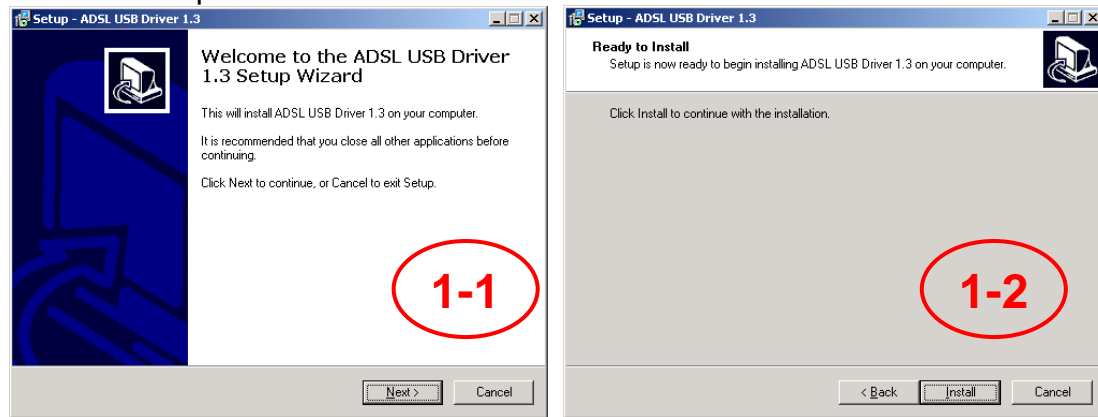 Setup - ADSL USB Driver 1.3
Welcome to the ADSL USB Driver
1.3 Setup Wizard
This will install ADSL USB Driver 1.3 on your computer.
It is recommended that you close all other applications before
continuing.
Click Next to continue, or Cancel to exit Setup.
1-1
Next >
Cancel
Setup - ADSL USB Driver 1.3
Ready to Install
Setup is now ready to begin installing ADSL USB Driver 1.3 on your computer.
Click Install to continue with the installation.
1-2
< Back
Install
Cancel